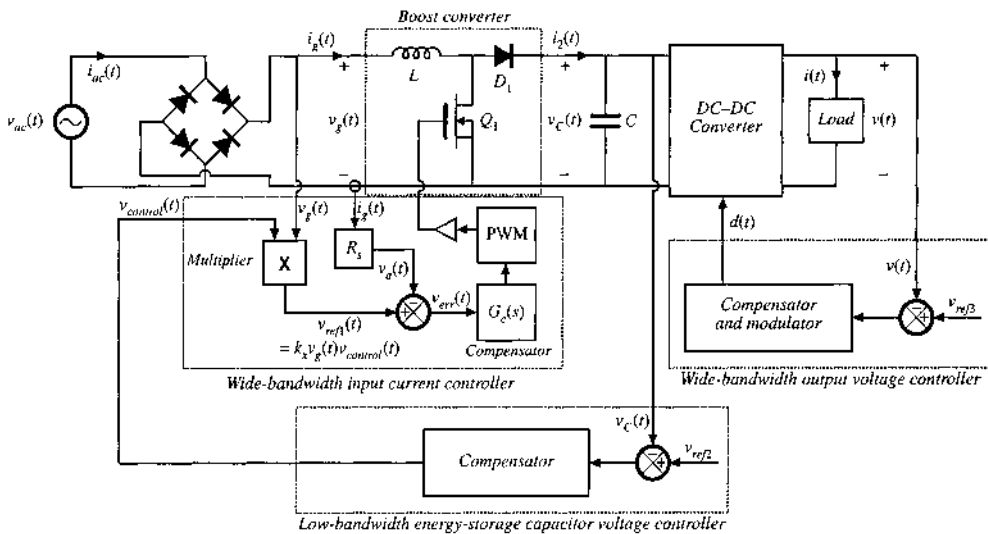 Boost converter
i_ac(t)
i_g(t)
L
D_1
i_2(t)
i(t)
v_ac(t)
+
v_g(t)
–
Q_1
+
v_C(t)
–
C
DC–DC
Converter
Load
+
v(t)
–
v_control(t)
v_g(t)
i_g(t)
d(t)
Multiplier
X
R_s
PWM
v_a(t)
v(t)
–
+
v_err(t)
G_c(s)
Compensator
and modulator
–
+
v_ref3
v_ref1(t)
= k_x v_g(t) v_control(t)
Compensator
Wide-bandwidth input current controller
Wide-bandwidth output voltage controller
v_C(t)
Compensator
–
+
v_ref2
Low-bandwidth energy-storage capacitor voltage controller